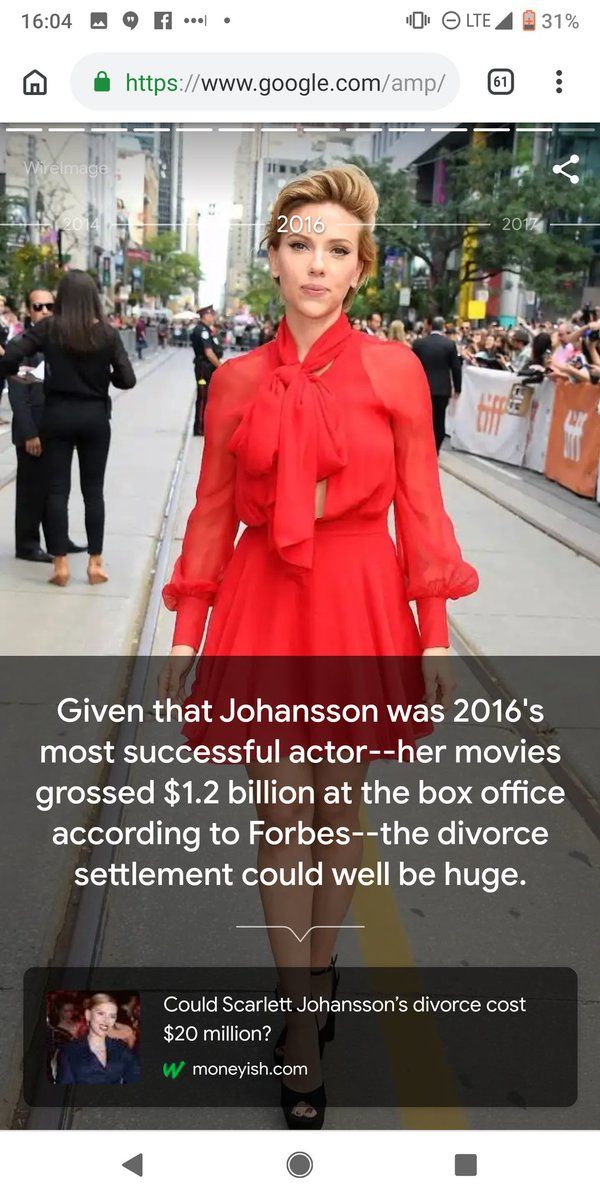 16:04 LTE 31%
https://www.google.com/amp/ 61
WireImage
2014 2016 2017
tiff tiff
Given that Johansson was 2016's
most successful actor--her movies
grossed $1.2 billion at the box office
according to Forbes--the divorce
settlement could well be huge.
Could Scarlett Johansson’s divorce cost
$20 million?
moneyish.com